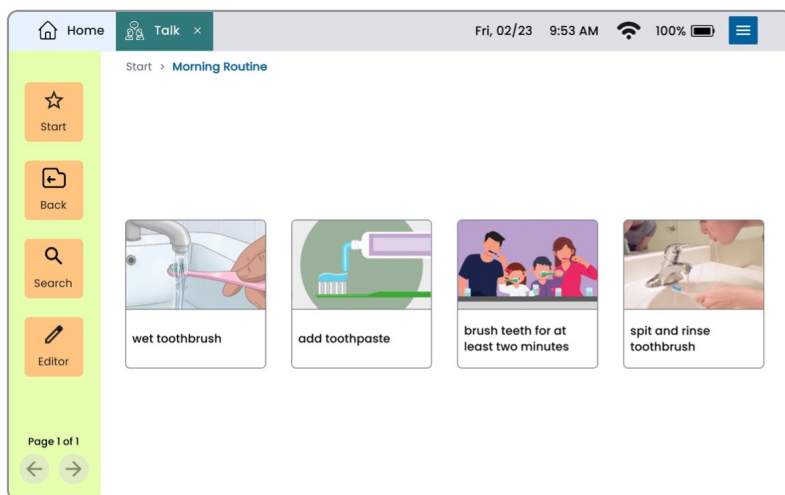 Home
Talk ×
Fri, 02/23 9:53 AM 100%
Start > Morning Routine
Start
Back
Search
Editor
wet toothbrush
add toothpaste
brush teeth for at
least two minutes
spit and rinse
toothbrush
Page 1 of 1